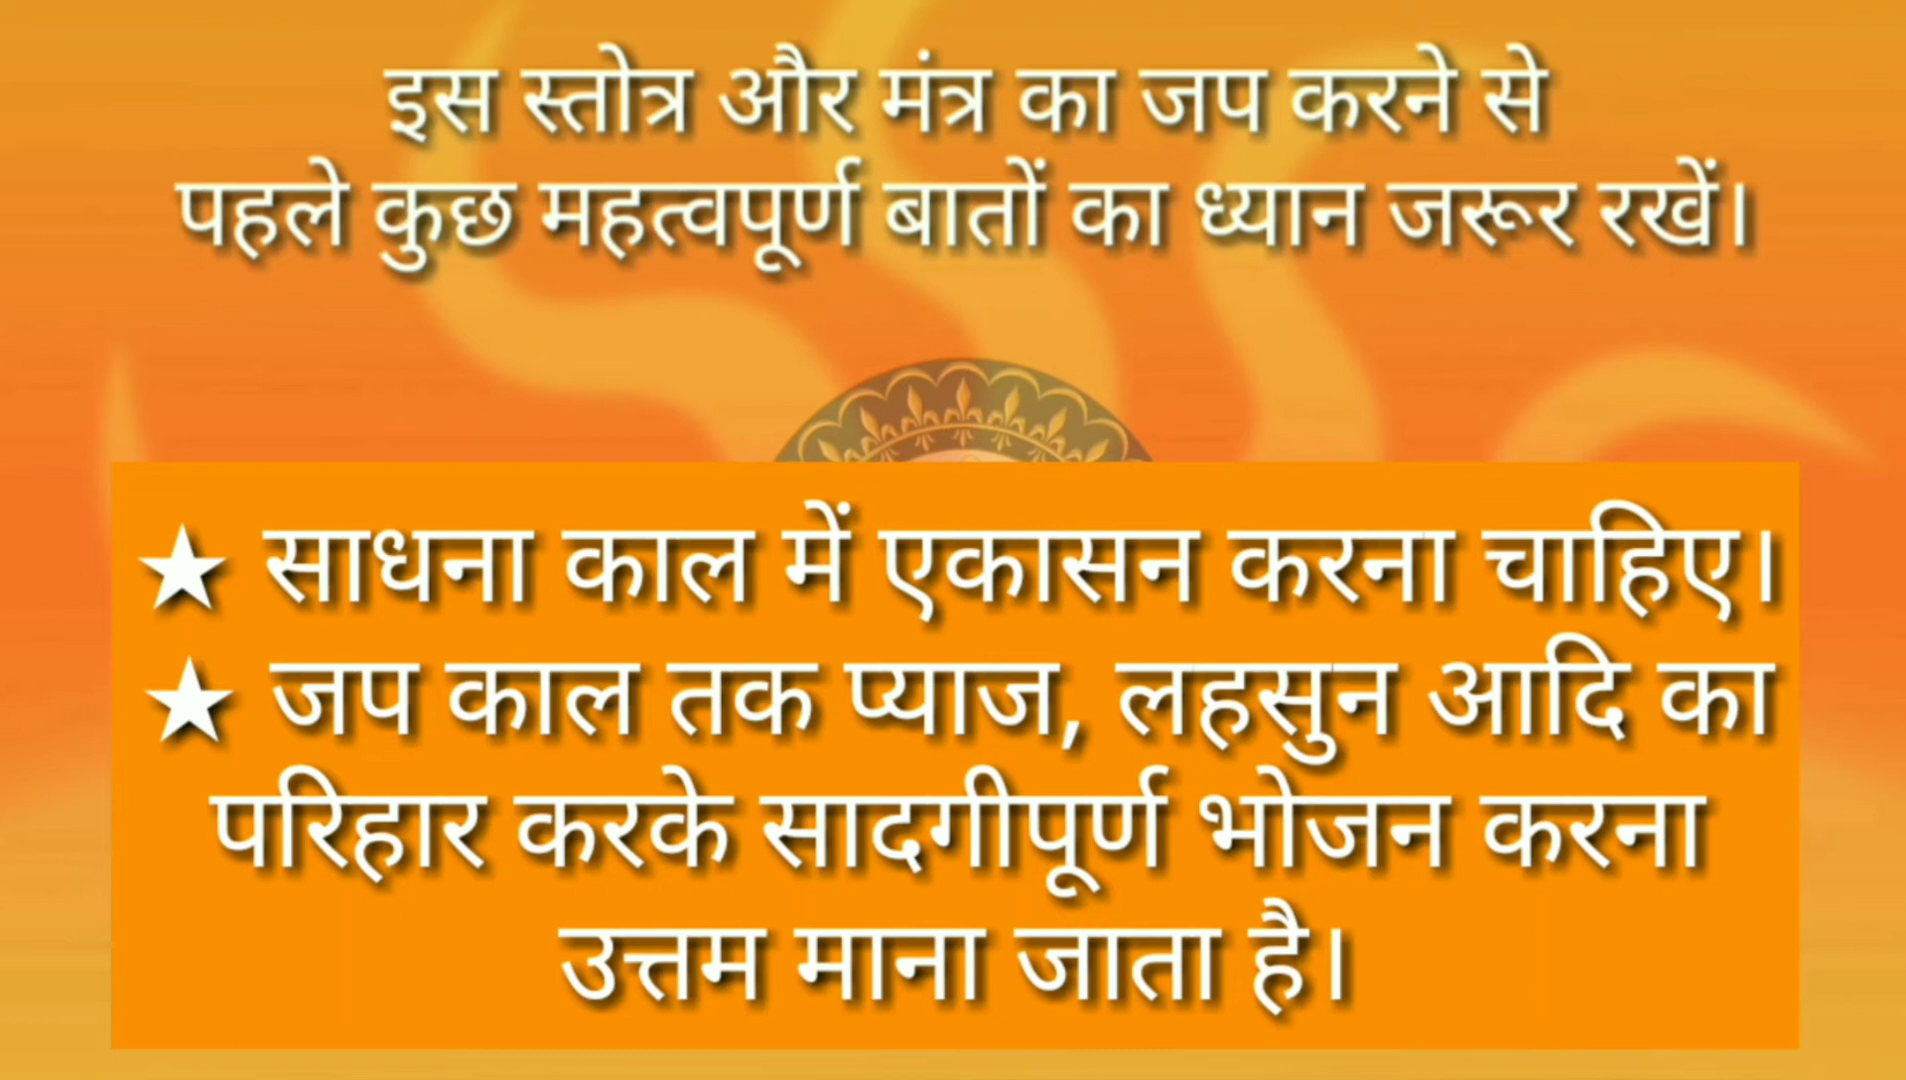 इस स्तोत्र और मंत्र का जप करने से
पहले कुछ महत्वपूर्ण बातों का ध्यान जरूर रखें।
★ साधना काल में एकासन करना चाहिए।
★ जप काल तक प्याज, लहसुन आदि का
परिहार करके सादगीपूर्ण भोजन करना
उत्तम माना जाता है।